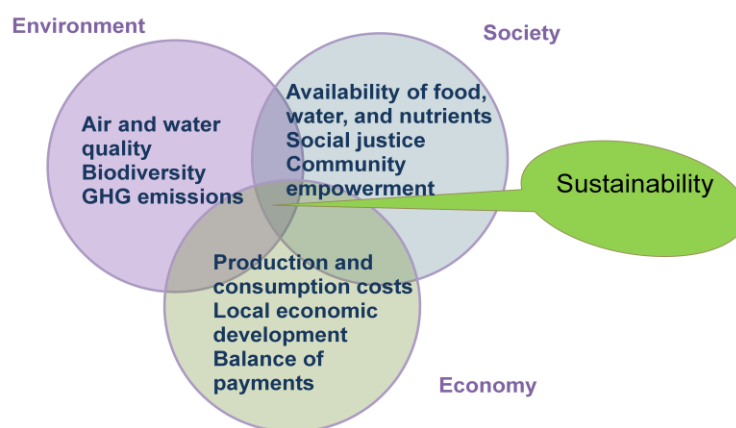 Environment
Society
Air and water
quality
Biodiversity
GHG emissions
Availability of food,
water, and nutrients
Social justice
Community
empowerment
Sustainability
Production and
consumption costs
Local economic
development
Balance of
payments
Economy